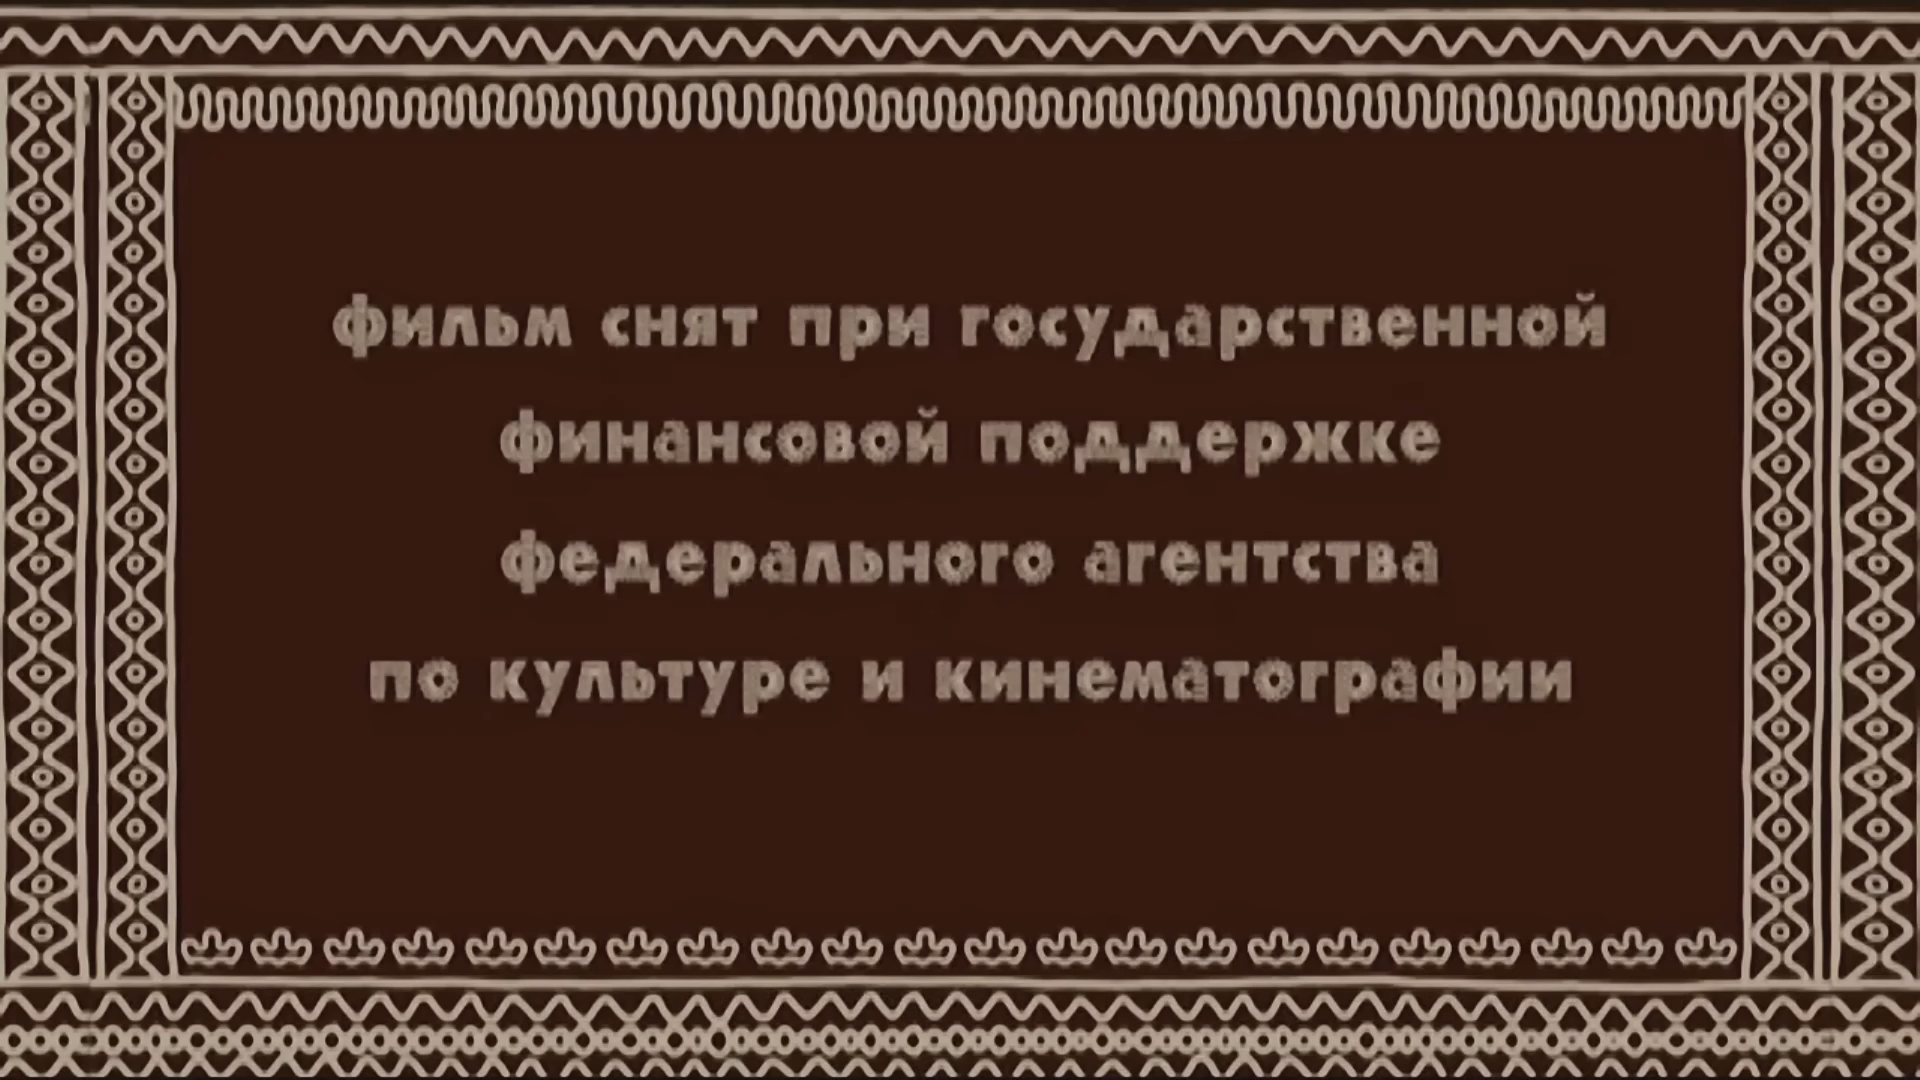 фильм снят при государственной
финансовой поддержке
федерального агентства
по культуре и кинематографии